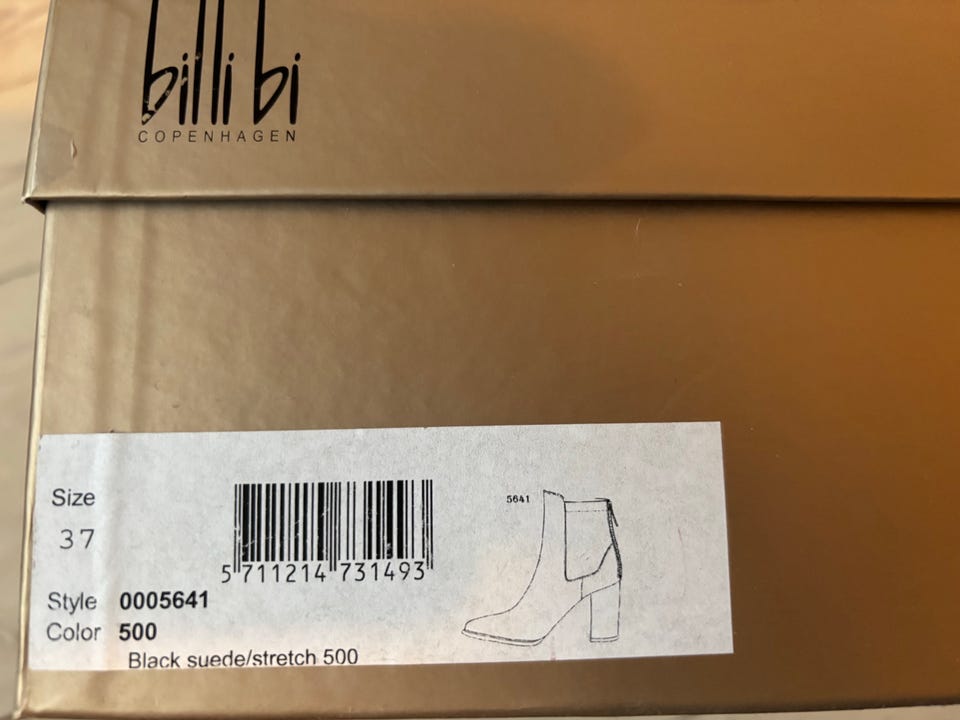 billi bi
COPENHAGEN
Size
37
5 711214 731493
5641
Style 0005641
Color 500
Black suede/stretch 500